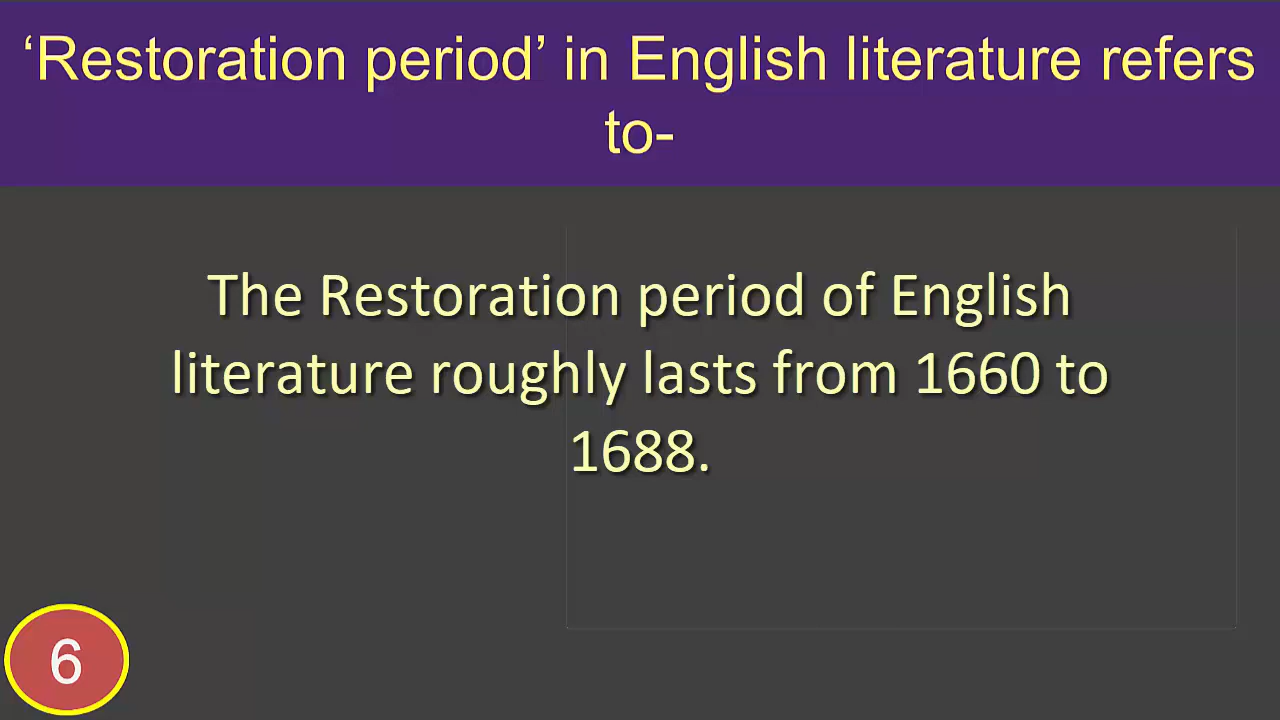 ‘Restoration period’ in English literature refers
to-
The Restoration period of English
literature roughly lasts from 1660 to
1688.
6